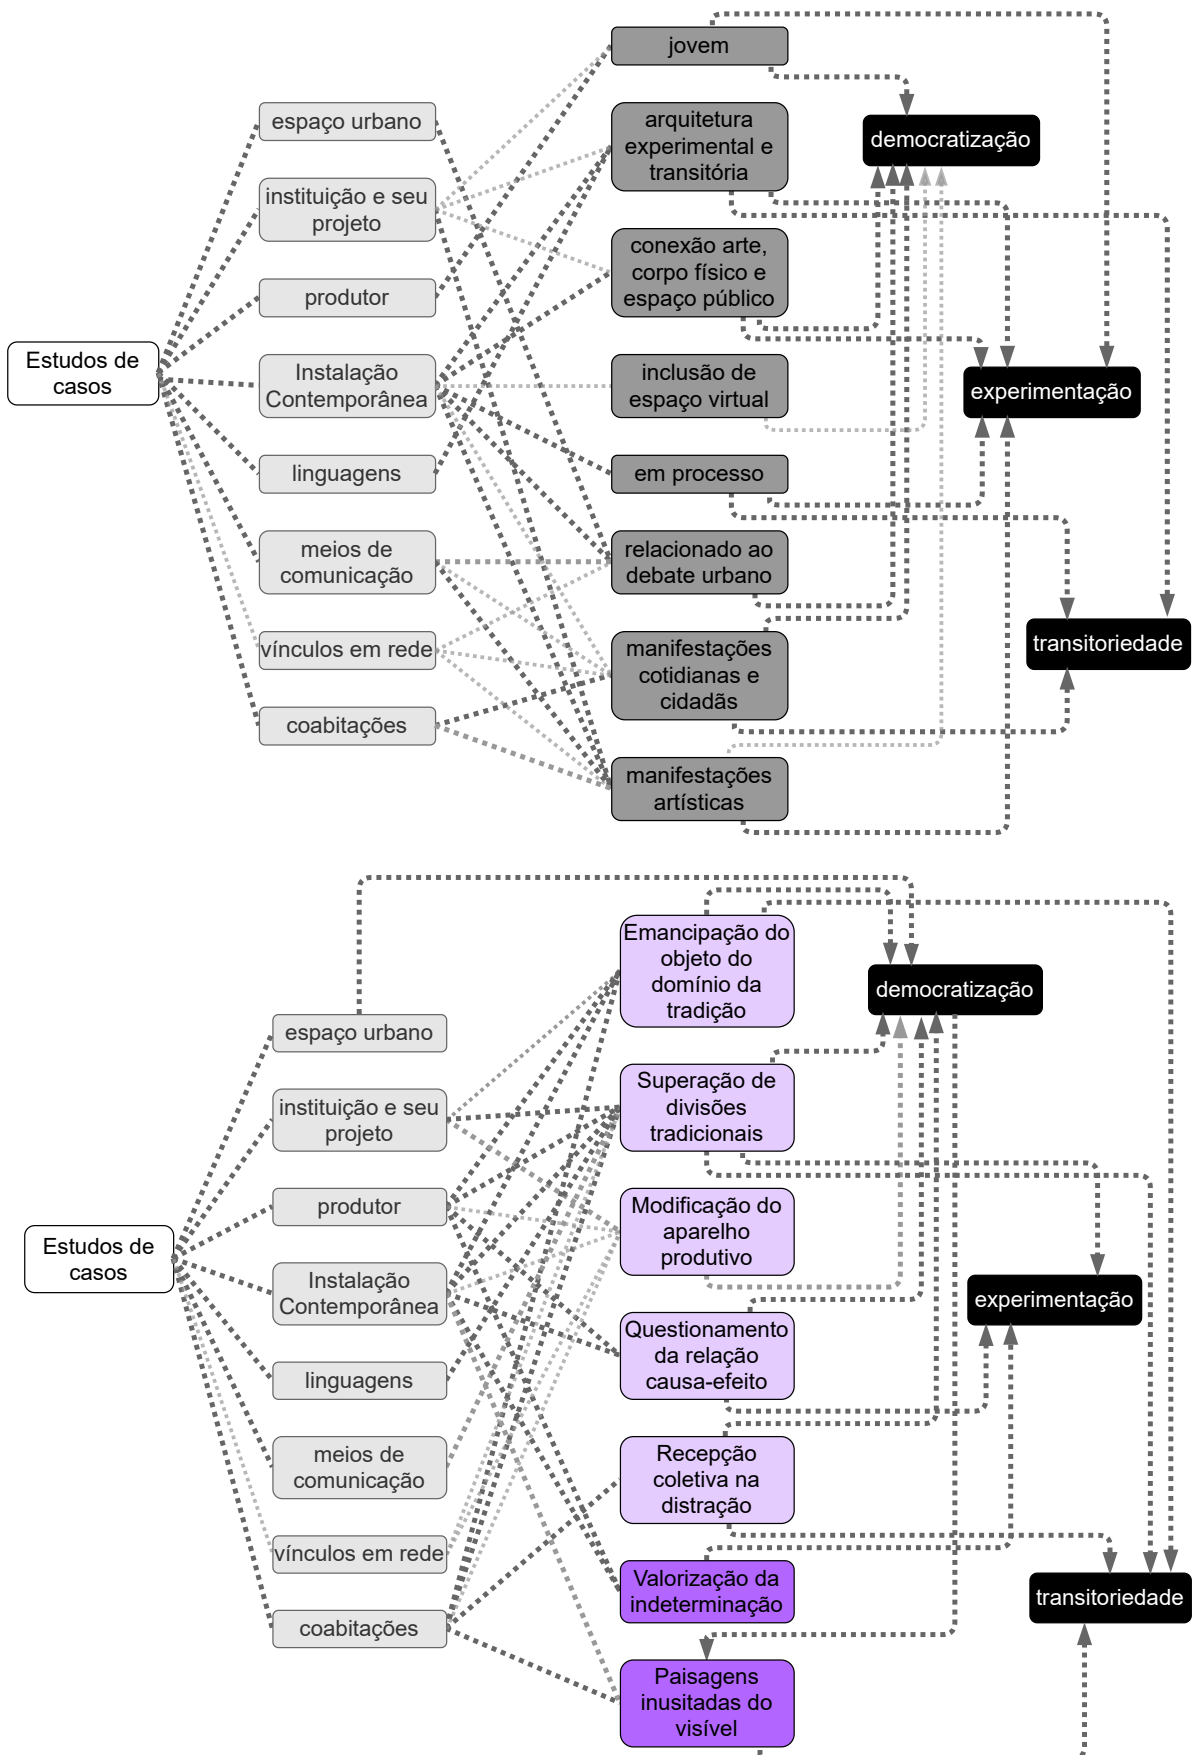 Estudos de
casos
espaço urbano
instituição e seu
projeto
produtor
Instalação
Contemporânea
linguagens
meios de
comunicação
vínculos em rede
coabitações
jovem
arquitetura
experimental e
transitória
conexão arte,
corpo físico e
espaço público
inclusão de
espaço virtual
em processo
relacionado ao
debate urbano
manifestações
cotidianas e
cidadãs
manifestações
artísticas
democratização
experimentação
transitoriedade
Estudos de
casos
espaço urbano
instituição e seu
projeto
produtor
Instalação
Contemporânea
linguagens
meios de
comunicação
vínculos em rede
coabitações
Emancipação do
objeto do
domínio da
tradição
Superação de
divisões
tradicionais
Modificação do
aparelho
produtivo
Questionamento
da relação
causa-efeito
Recepção
coletiva na
distração
Valorização da
indeterminação
Paisagens
inusitadas do
visível
democratização
experimentação
transitoriedade